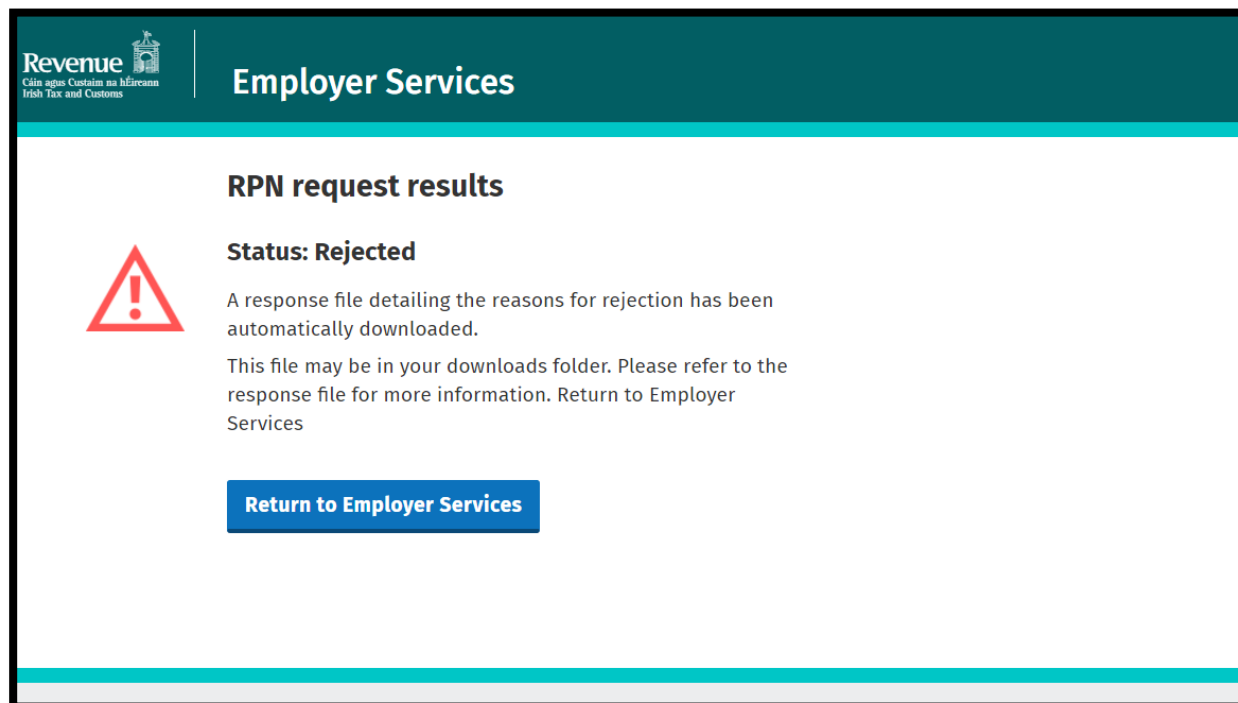 Revenue
Cáin agus Custaim na hÉireann
Irish Tax and Customs
Employer Services
RPN request results
Status: Rejected
A response file detailing the reasons for rejection has been
automatically downloaded.
This file may be in your downloads folder. Please refer to the
response file for more information. Return to Employer
Services
Return to Employer Services